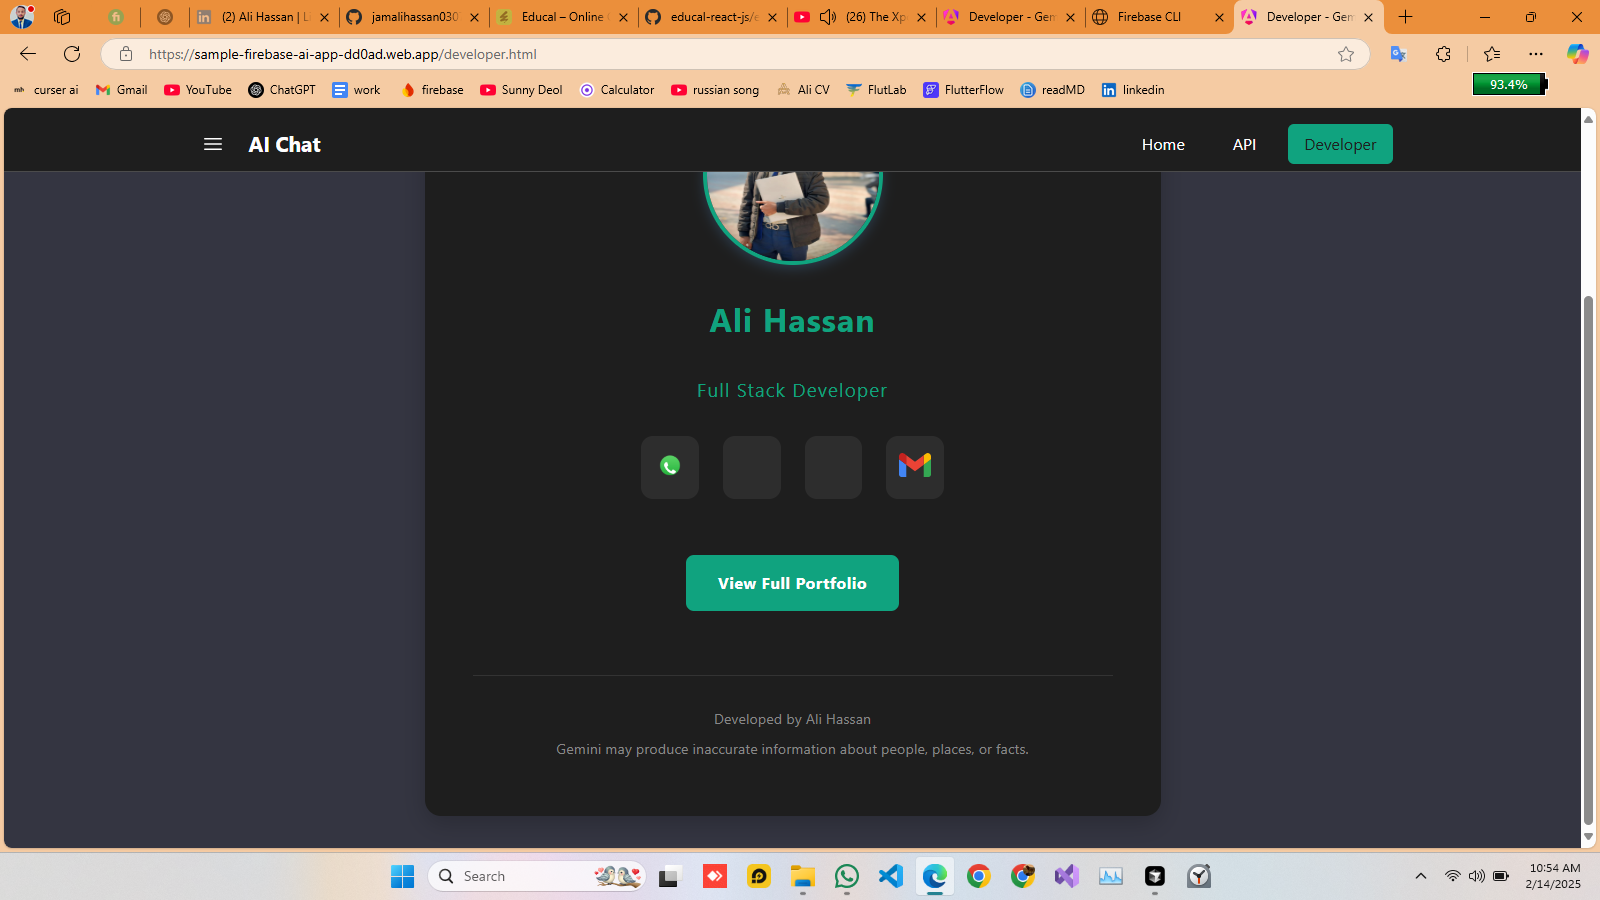 (2) Ali Hassan | Li
jamalihassan030
Educal – Online
educal-react-js/e
(26) The Xp
Developer - Gem
Firebase CLI
Developer - Gem
https://sample-firebase-ai-app-dd0ad.web.app/developer.html
curser ai
Gmail
YouTube
ChatGPT
work
firebase
Sunny Deol
Calculator
russian song
Ali CV
FlutLab
FlutterFlow
readMD
linkedin
93.4%
AI Chat
Home
API
Developer
Ali Hassan
Full Stack Developer
View Full Portfolio
Developed by Ali Hassan
Gemini may produce inaccurate information about people, places, or facts.
Search
10:54 AM
2/14/2025